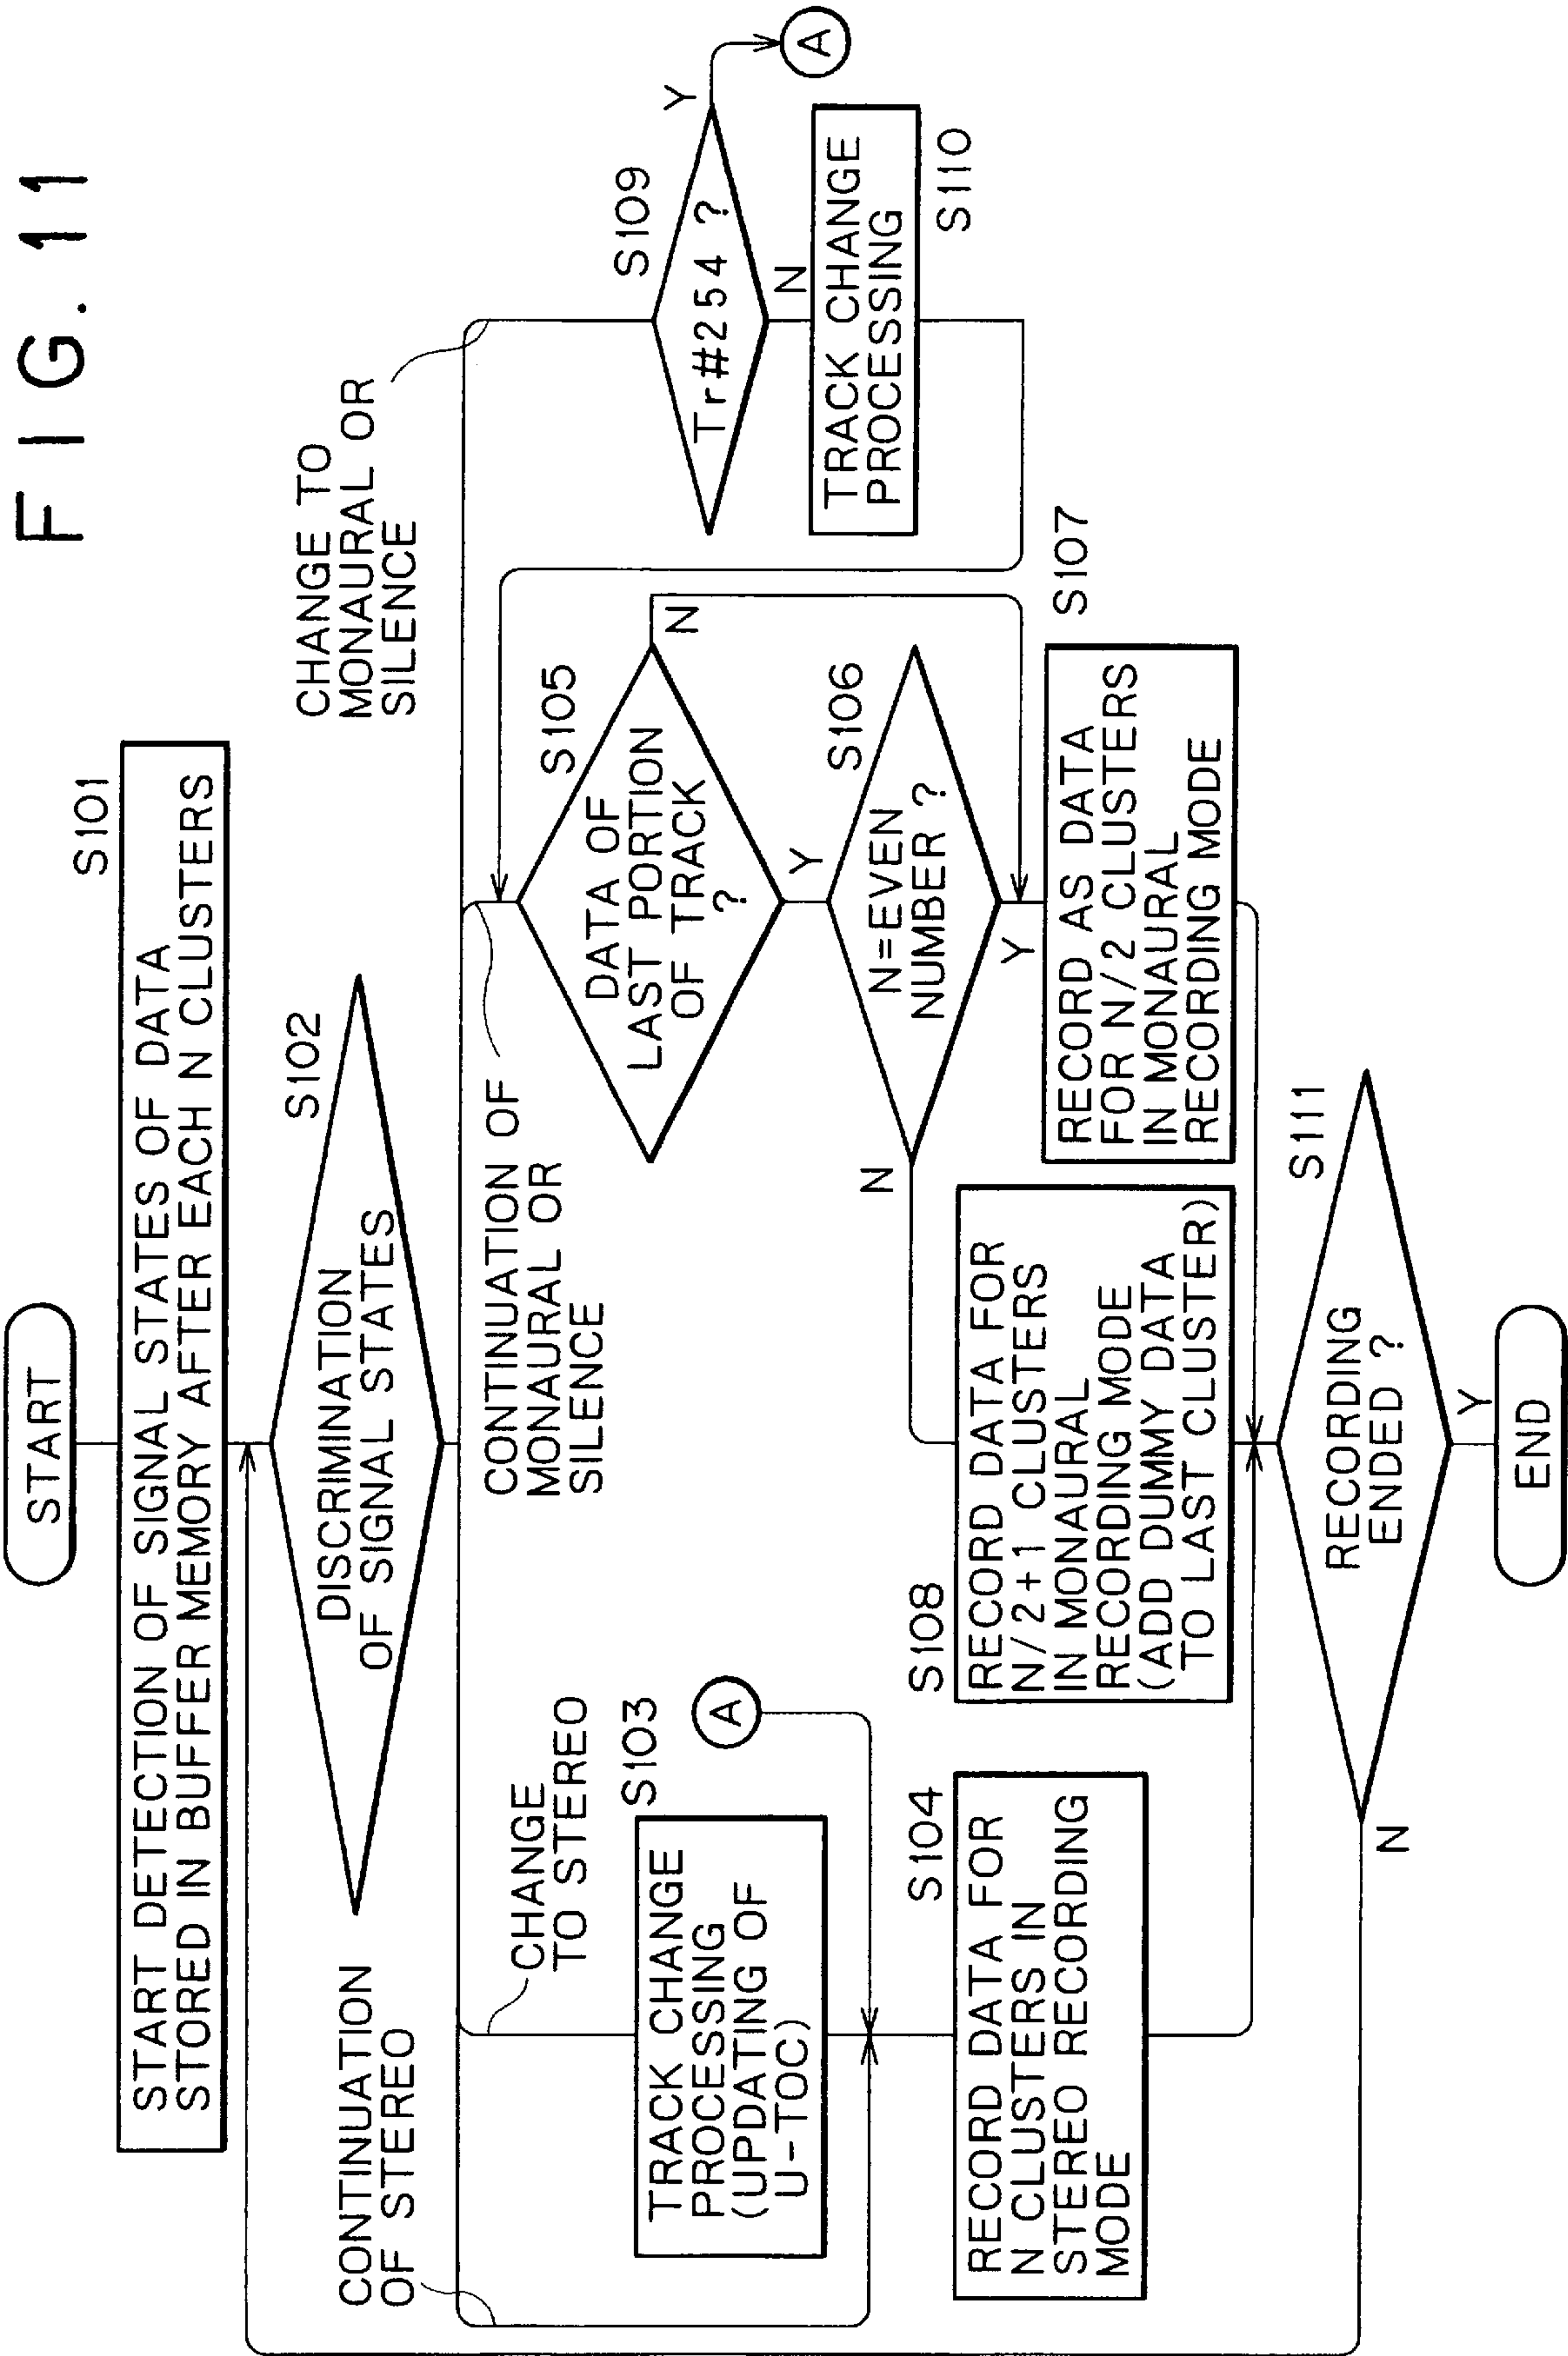 FIG. 11
START
S101
START DETECTION OF SIGNAL STATES OF DATA
STORED IN BUFFER MEMORY AFTER EACH N CLUSTERS
S102
DISCRIMINATION
OF SIGNAL STATES
CONTINUATION
OF STEREO
CHANGE
TO STEREO
CONTINUATION OF
MONAURAL OR
SILENCE
CHANGE TO
MONAURAL OR
SILENCE
S103
TRACK CHANGE
PROCESSING
(UPDATING OF
U-TOC)
A
S104
RECORD DATA FOR
N CLUSTERS IN
STEREO RECORDING
MODE
S105
DATA OF
LAST PORTION
OF TRACK
?
N
Y
S106
N=EVEN
NUMBER ?
N
Y
S107
RECORD AS DATA
FOR N/2 CLUSTERS
IN MONAURAL
RECORDING MODE
S108
RECORD DATA FOR
N/2+1 CLUSTERS
IN MONAURAL
RECORDING MODE
(ADD DUMMY DATA
TO LAST CLUSTER)
S109
Tr#254 ?
Y
A
N
TRACK CHANGE
PROCESSING
S110
S111
RECORDING
ENDED ?
N
Y
END